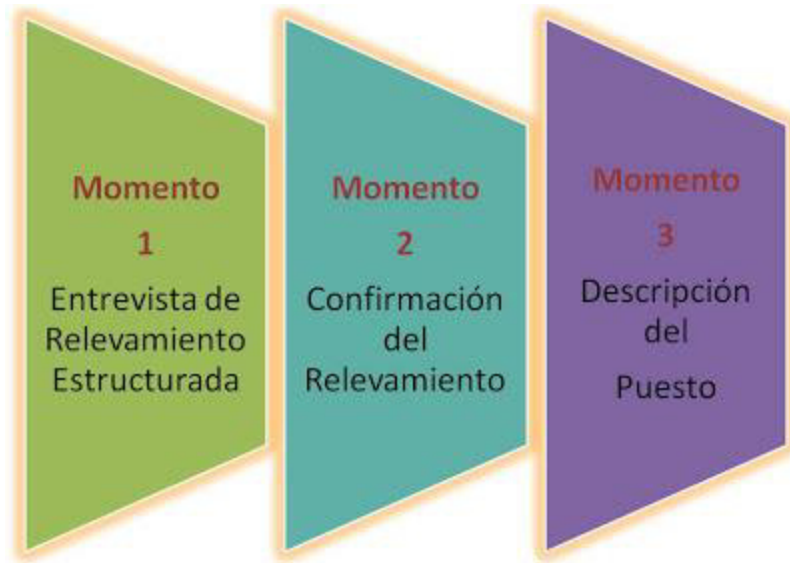 Momento
1
Entrevista de
Relevamiento
Estructurada
Momento
2
Confirmación
del
Relevamiento
Momento
3
Descripción
del
Puesto